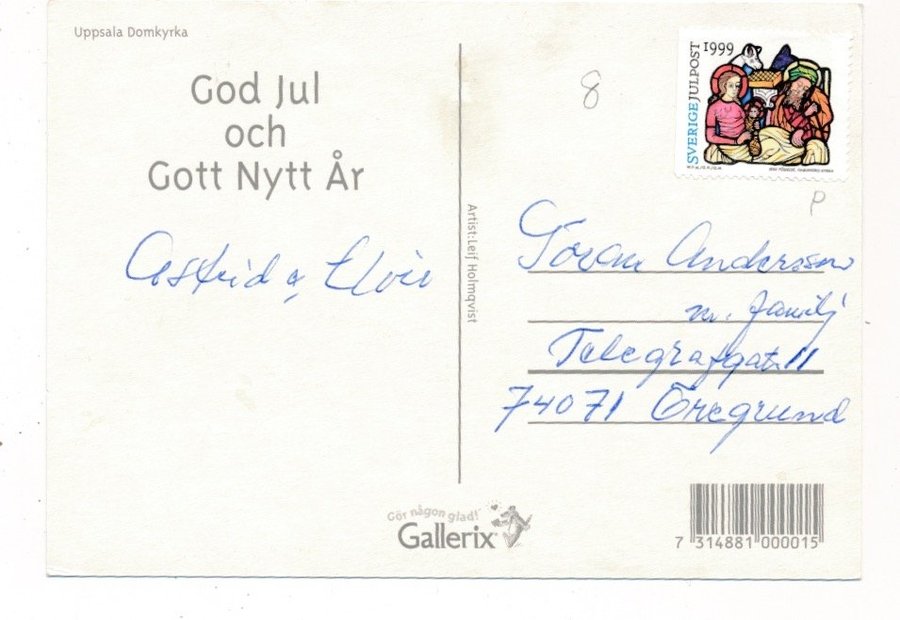 Uppsala Domkyrka
God Jul
och
Gott Nytt År
Astrid o, Elvir
8
SVERIGE JULPOST 1999
P
Artist: Leif Holmqvist
Göran Andersson
m. familj
Telegrafgat. 11
74071 Öregrund
Gör någon glad!
Gallerix
7 314881 000015